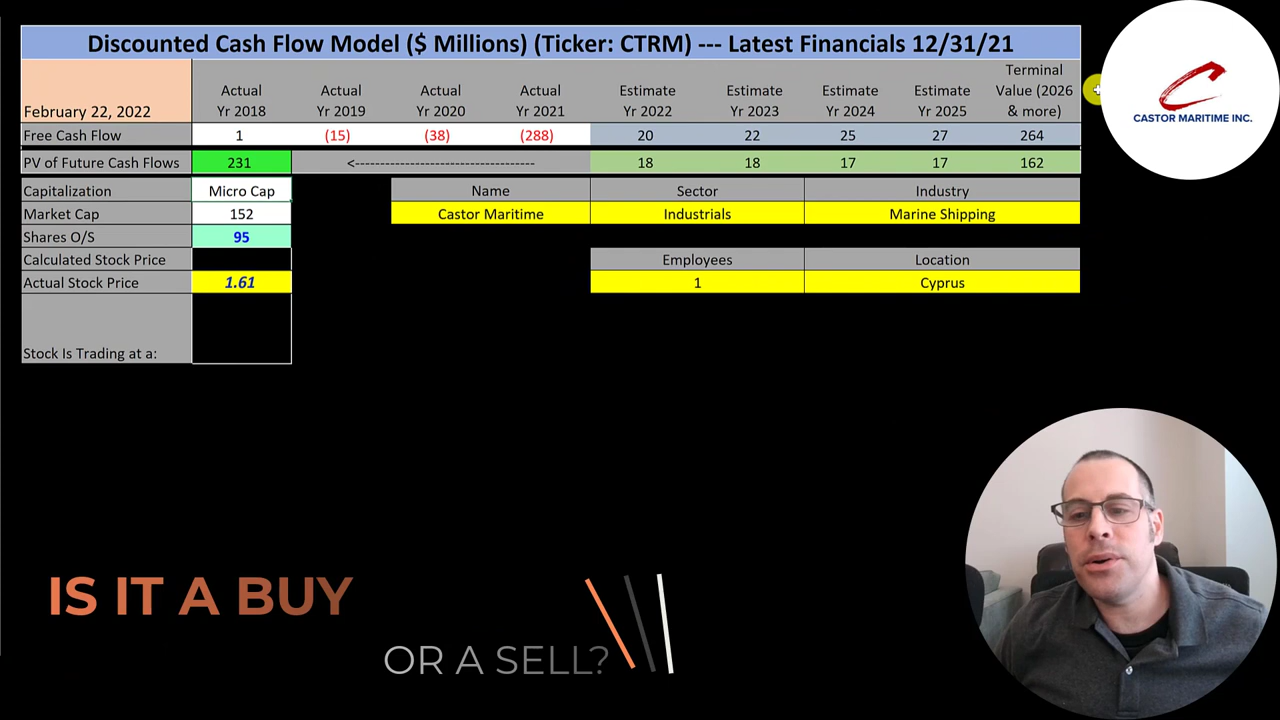 Discounted Cash Flow Model ($ Millions) (Ticker: CTRM) --- Latest Financials 12/31/21
February 22, 2022 Actual Yr 2018 Actual Yr 2019 Actual Yr 2020 Actual Yr 2021 Estimate Yr 2022 Estimate Yr 2023 Estimate Yr 2024 Estimate Yr 2025 Terminal Value (2026 & more)
Free Cash Flow 1 (15) (38) (288) 20 22 25 27 264
PV of Future Cash Flows 231 <----------------------------------- 18 18 17 17 162
Capitalization Micro Cap Name Sector Industry
Market Cap 152 Castor Maritime Industrials Marine Shipping
Shares O/S 95
Calculated Stock Price Employees Location
Actual Stock Price 1.61 1 Cyprus
Stock Is Trading at a:
CASTOR MARITIME INC.
IS IT A BUY
OR A SELL?